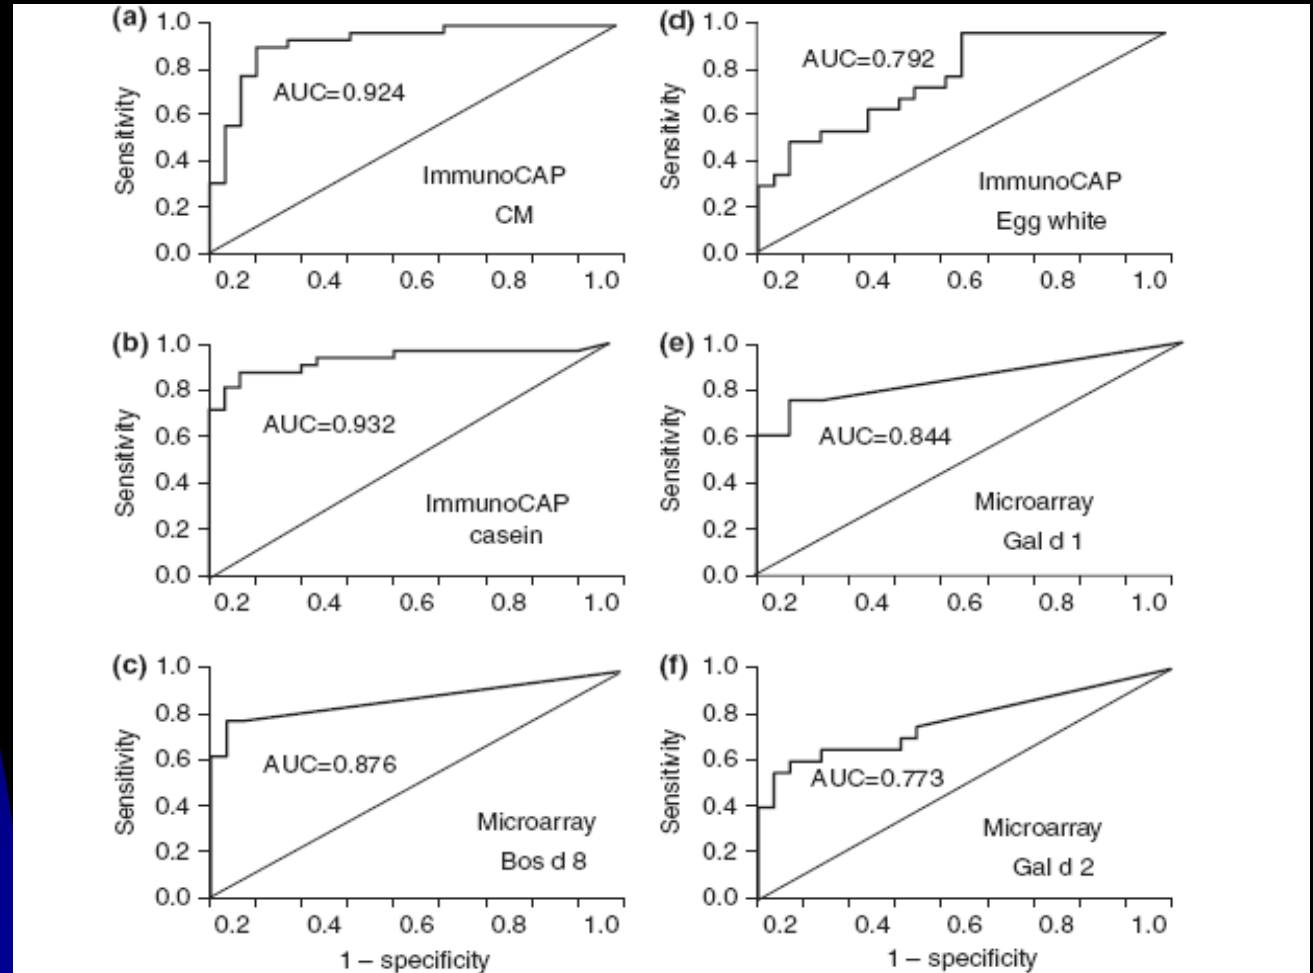 (a)
1.0
0.8
0.6
0.4
0.2
0.0
Sensitivity
AUC=0.924
ImmunoCAP
CM
0.2 0.4 0.6 0.8 1.0
(d)
1.0
0.8
0.6
0.4
0.2
0.0
Sensitivity
AUC=0.792
ImmunoCAP
Egg white
0.2 0.4 0.6 0.8 1.0
(b)
1.0
0.8
0.6
0.4
0.2
0.0
Sensitivity
AUC=0.932
ImmunoCAP
casein
0.2 0.4 0.6 0.8 1.0
(e)
1.0
0.8
0.6
0.4
0.2
0.0
Sensitivity
AUC=0.844
Microarray
Gal d 1
0.2 0.4 0.6 0.8 1.0
(c)
1.0
0.8
0.6
0.4
0.2
0.0
Sensitivity
AUC=0.876
Microarray
Bos d 8
0.2 0.4 0.6 0.8 1.0
1 – specificity
(f)
1.0
0.8
0.6
0.4
0.2
0.0
Sensitivity
AUC=0.773
Microarray
Gal d 2
0.2 0.4 0.6 0.8 1.0
1 – specificity